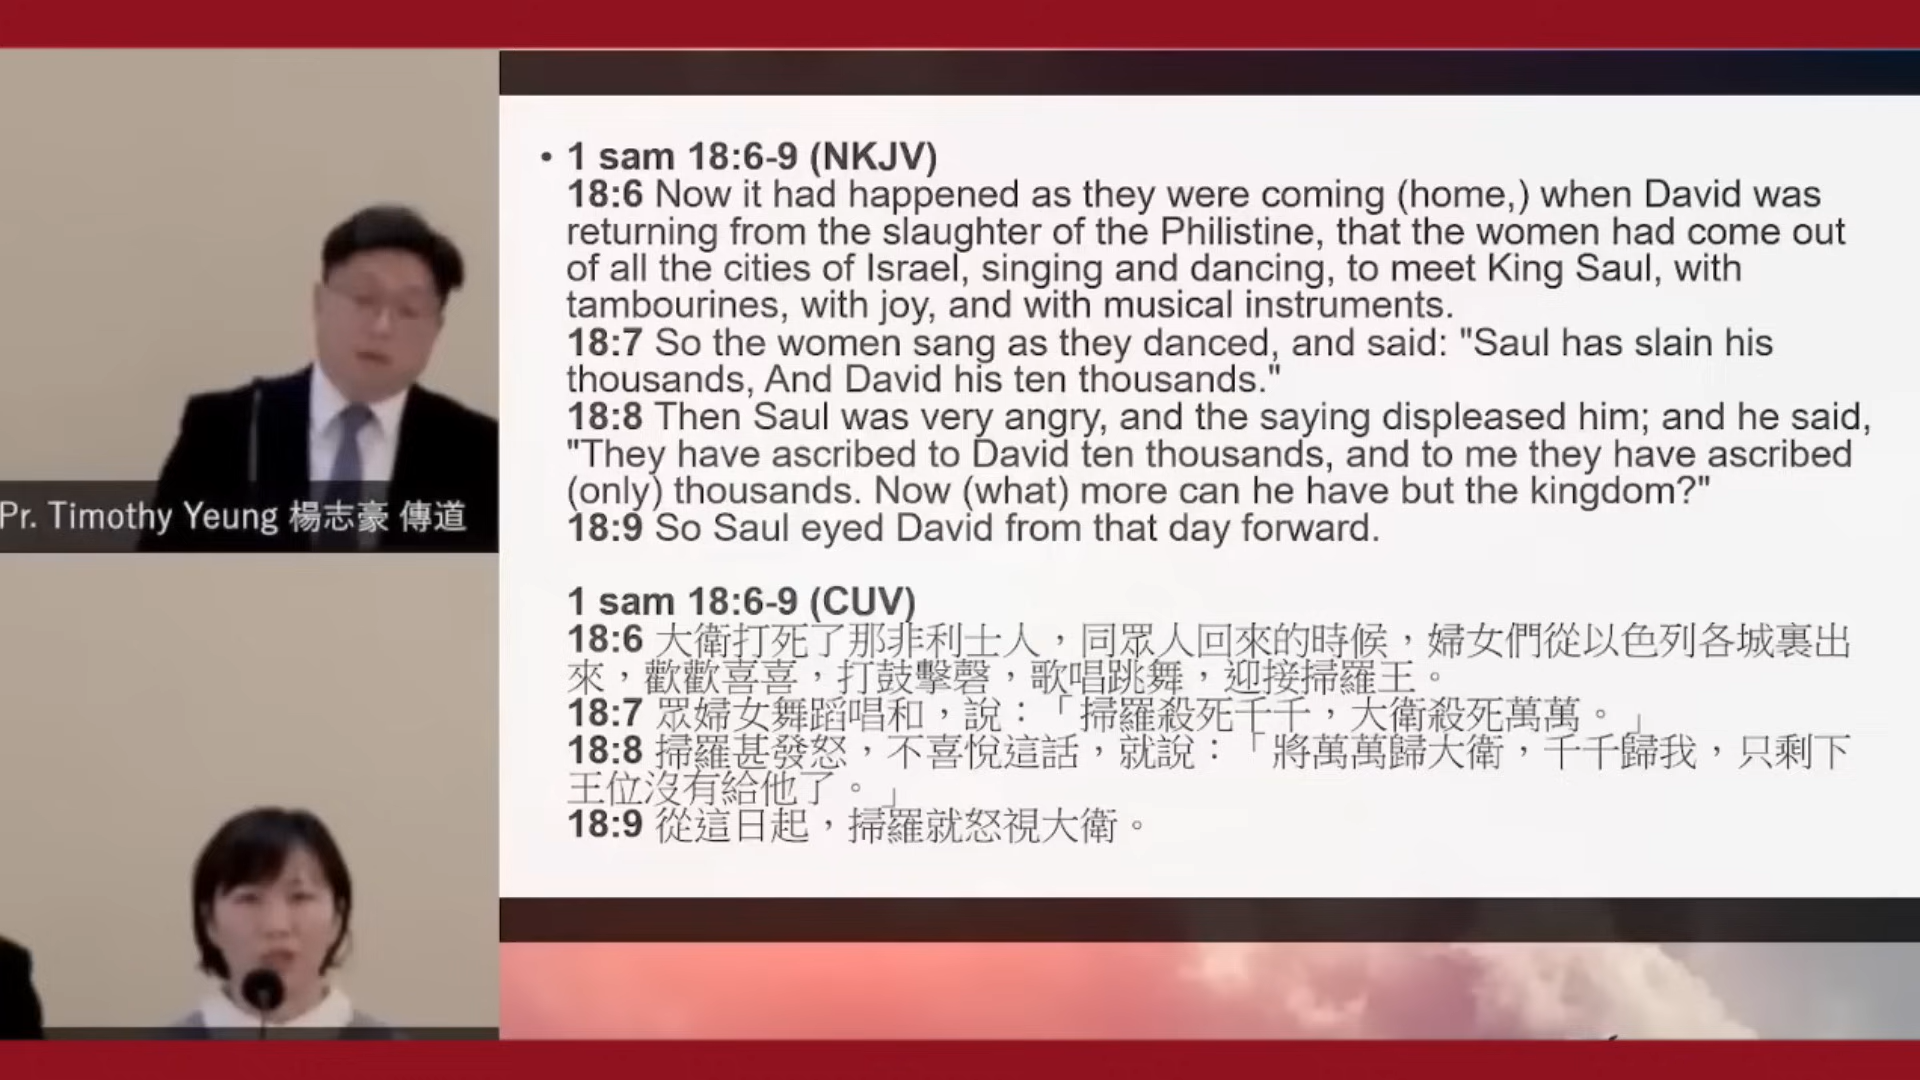 Pr. Timothy Yeung 楊志豪 傳道
• 1 sam 18:6-9 (NKJV)
18:6 Now it had happened as they were coming (home,) when David was
returning from the slaughter of the Philistine, that the women had come out
of all the cities of Israel, singing and dancing, to meet King Saul, with
tambourines, with joy, and with musical instruments.
18:7 So the women sang as they danced, and said: "Saul has slain his
thousands, And David his ten thousands."
18:8 Then Saul was very angry, and the saying displeased him; and he said,
"They have ascribed to David ten thousands, and to me they have ascribed
(only) thousands. Now (what) more can he have but the kingdom?"
18:9 So Saul eyed David from that day forward.
1 sam 18:6-9 (CUV)
18:6 大衛打死了那非利士人，同眾人回來的時候，婦女們從以色列各城裏出
來，歡歡喜喜，打鼓擊磬，歌唱跳舞，迎接掃羅王。
18:7 眾婦女舞蹈唱和，說：「掃羅殺死千千，大衛殺死萬萬。」
18:8 掃羅甚發怒，不喜悅這話，就說：「將萬萬歸大衛，千千歸我，只剩下
王位沒有給他了。」
18:9 從這日起，掃羅就怒視大衛。